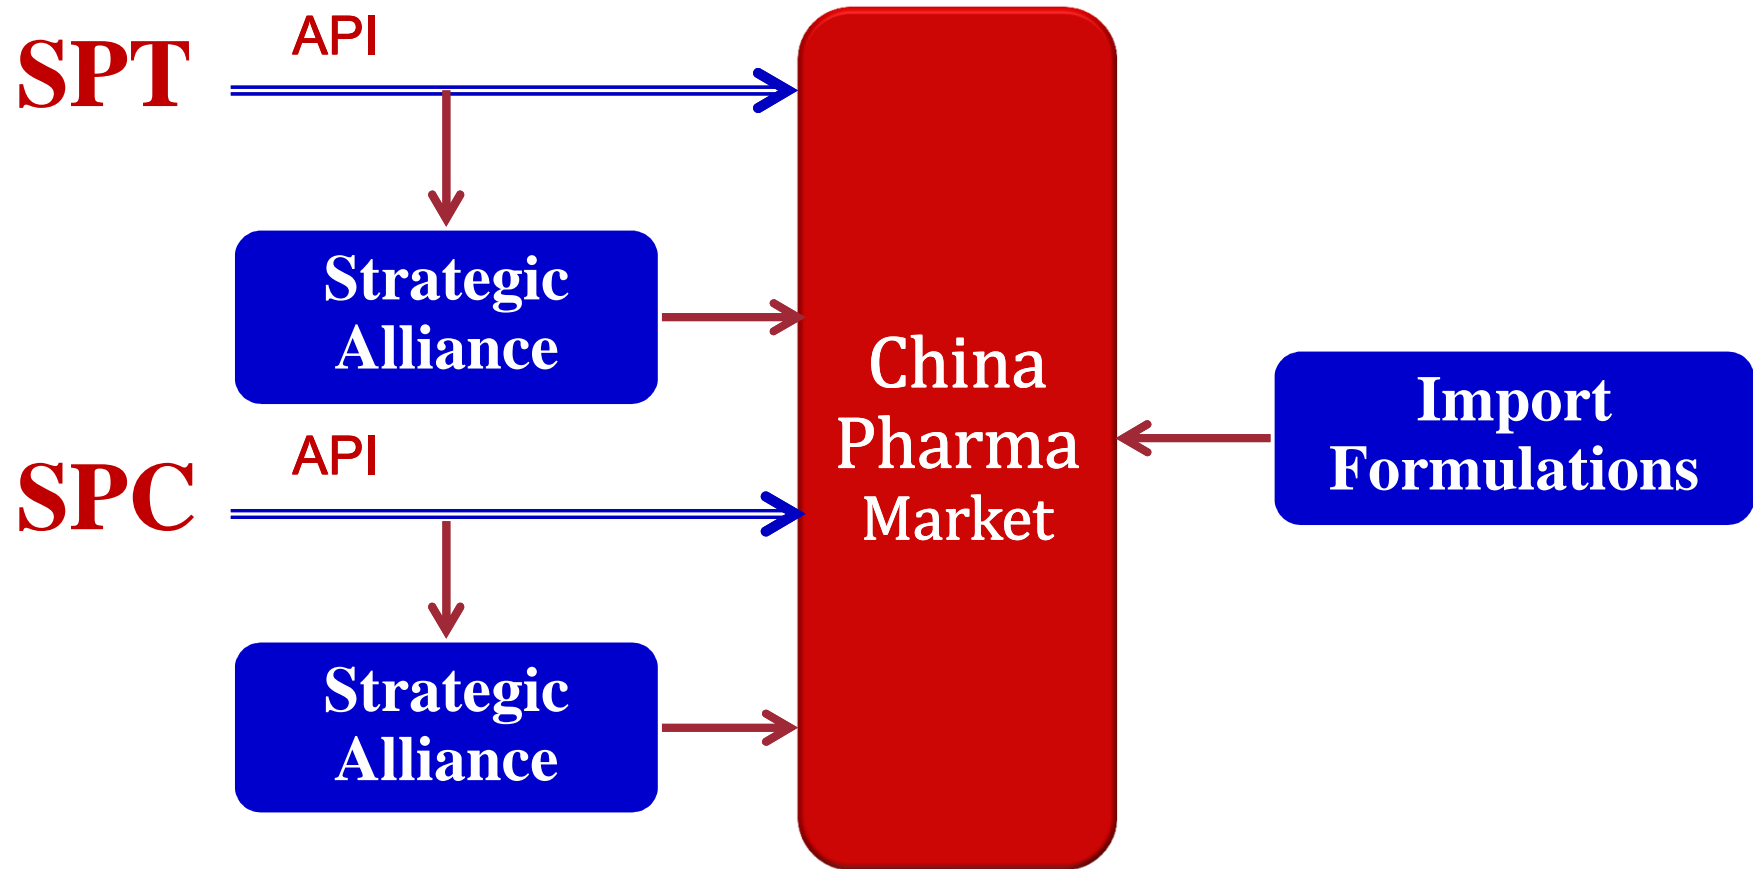 SPT
API
Strategic
Alliance
SPC
API
Strategic
Alliance
China
Pharma
Market
Import
Formulations